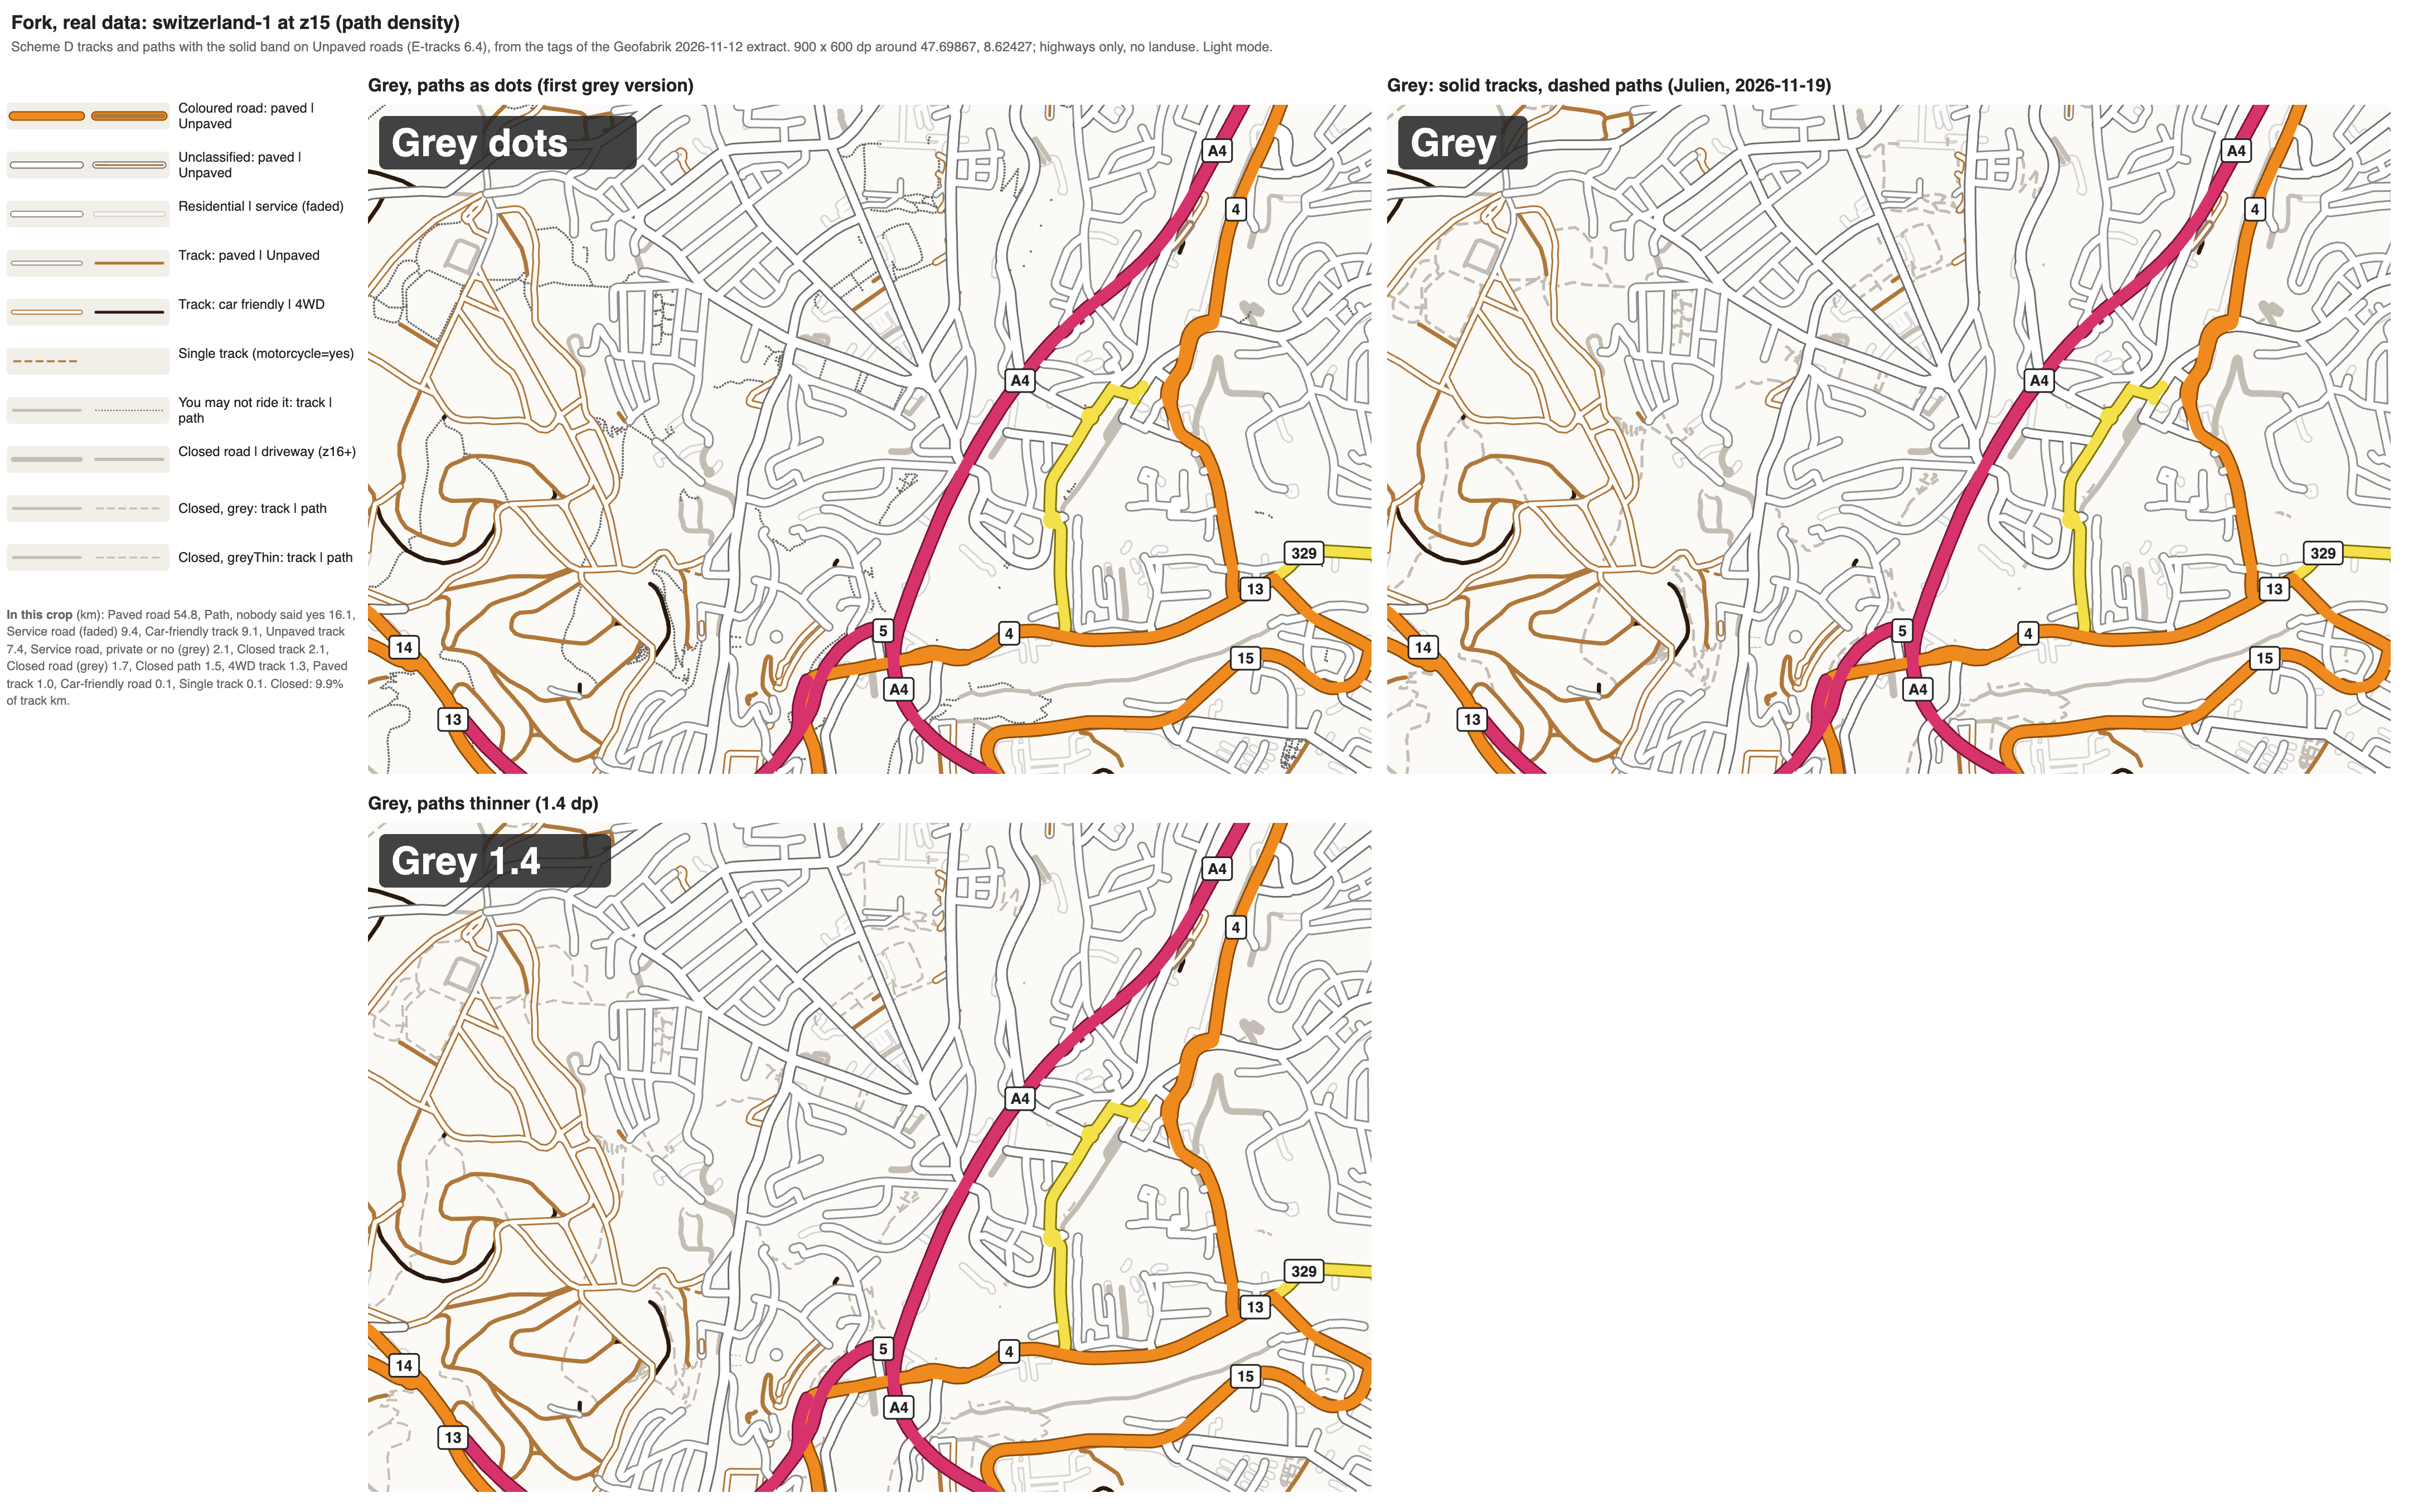 Fork, real data: switzerland-1 at z15 (path density)
Scheme D tracks and paths with the solid band on Unpaved roads (E-tracks 6.4), from the tags of the Geofabrik 2026-11-12 extract. 900 x 600 dp around 47.69867, 8.62427; highways only, no landuse. Light mode.
Coloured road: paved |
Unpaved
Unclassified: paved |
Unpaved
Residential | service (faded)
Track: paved | Unpaved
Track: car friendly | 4WD
Single track (motorcycle=yes)
You may not ride it: track |
path
Closed road | driveway (z16+)
Closed, grey: track | path
Closed, greyThin: track | path
In this crop (km): Paved road 54.8, Path, nobody said yes 16.1,
Service road (faded) 9.4, Car-friendly track 9.1, Unpaved track
7.4, Service road, private or no (grey) 2.1, Closed track 2.1,
Closed road (grey) 1.7, Closed path 1.5, 4WD track 1.3, Paved
track 1.0, Car-friendly road 0.1, Single track 0.1. Closed: 9.9%
of track km.
Grey, paths as dots (first grey version)
Grey dots
A4
4
A4
329
13
5
4
14
15
A4
13
Grey: solid tracks, dashed paths (Julien, 2026-11-19)
Grey
A4
4
A4
329
13
5
4
14
15
A4
13
Grey, paths thinner (1.4 dp)
Grey 1.4
A4
4
A4
329
13
5
4
14
15
A4
13